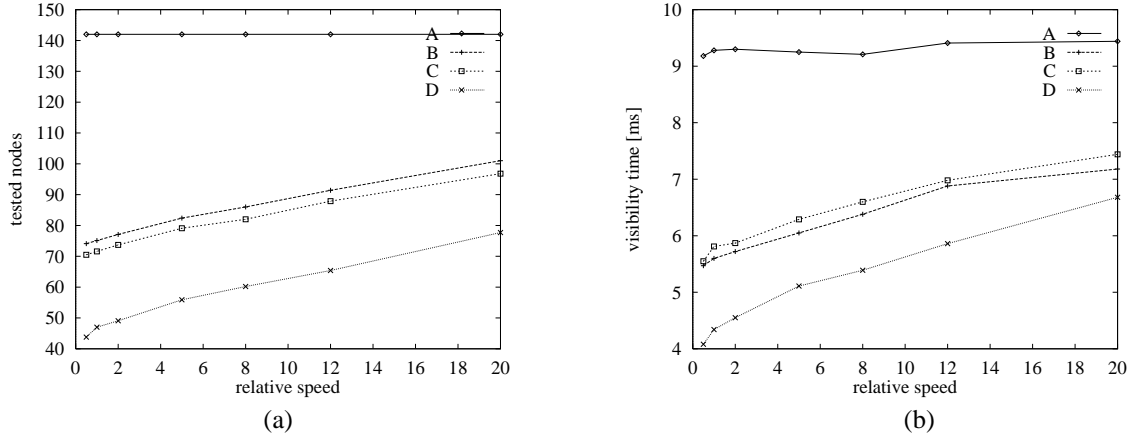 150
140
130
120
110
100
90
80
70
60
50
40
tested nodes
A
B
C
D
0 2 4 6 8 10 12 14 16 18 20
relative speed
(a)
10
9
8
7
6
5
4
visibility time [ms]
A
B
C
D
0 2 4 6 8 10 12 14 16 18 20
relative speed
(b)